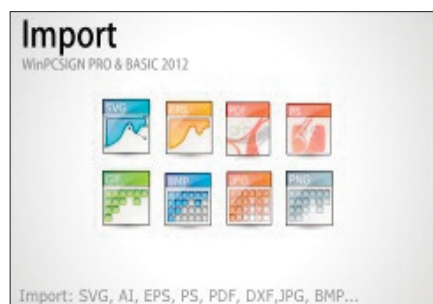 Import
WinPCSIGN PRO & BASIC 2012
SVG EPS PDF PS
GIF BMP JPG PNG
Import: SVG, AI, EPS, PS, PDF, DXF,JPG, BMP...